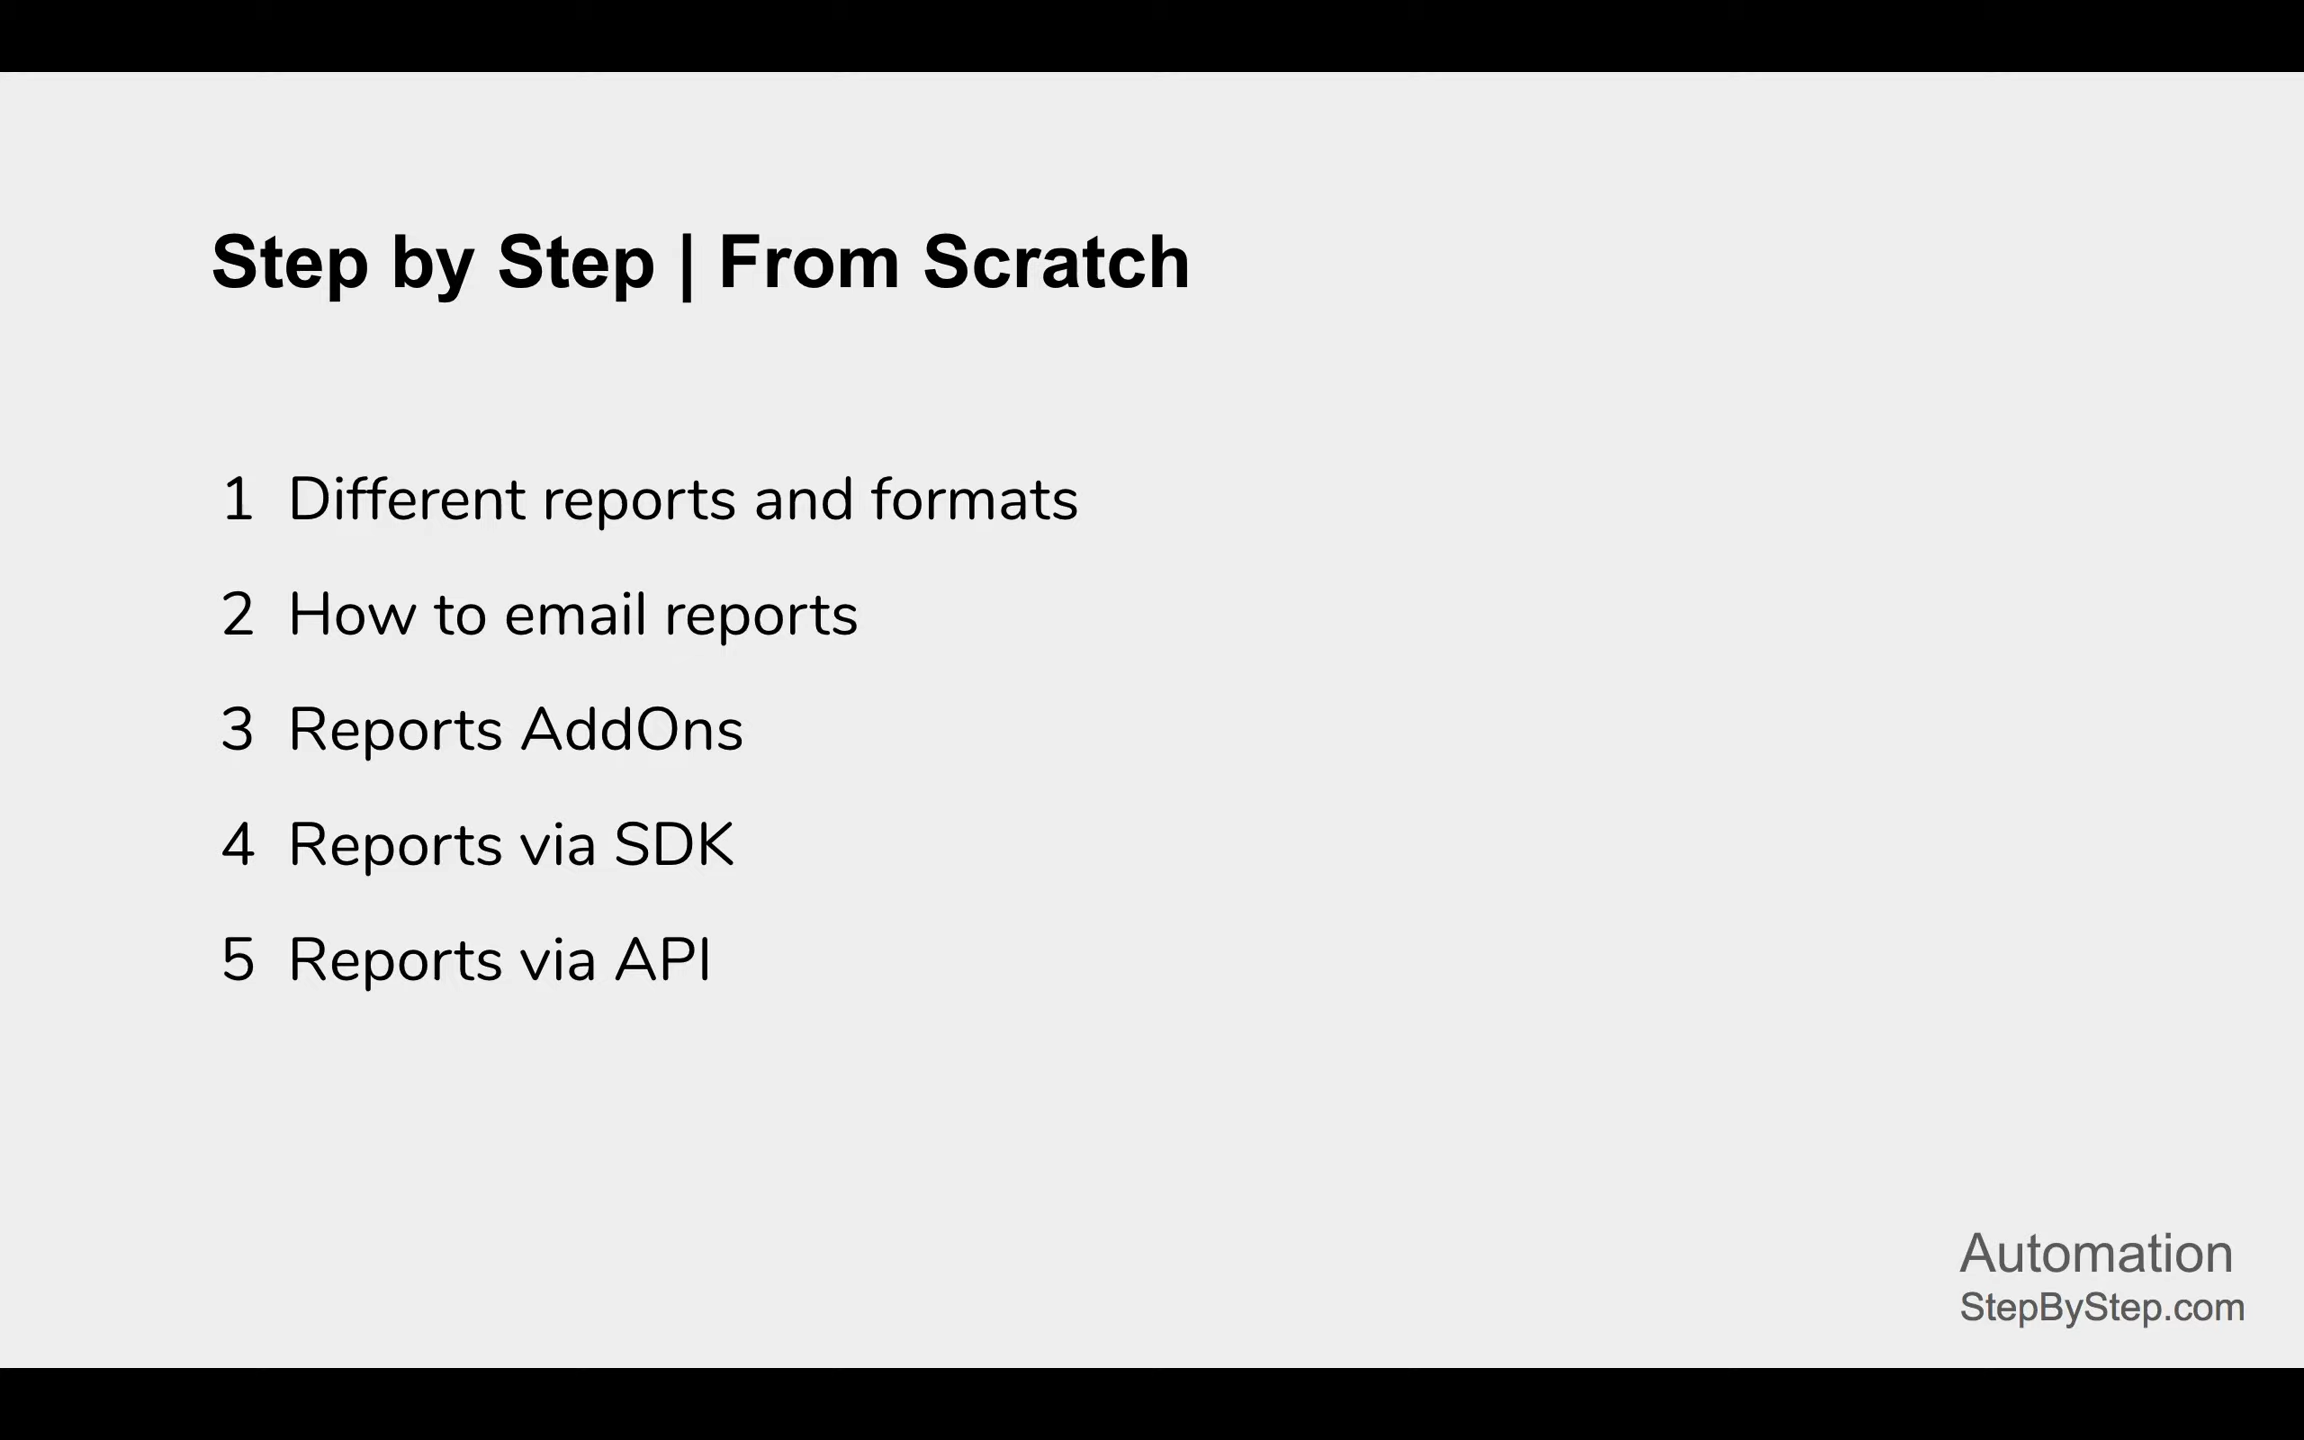 Step by Step | From Scratch
1 Different reports and formats
2 How to email reports
3 Reports AddOns
4 Reports via SDK
5 Reports via API
Automation
StepByStep.com